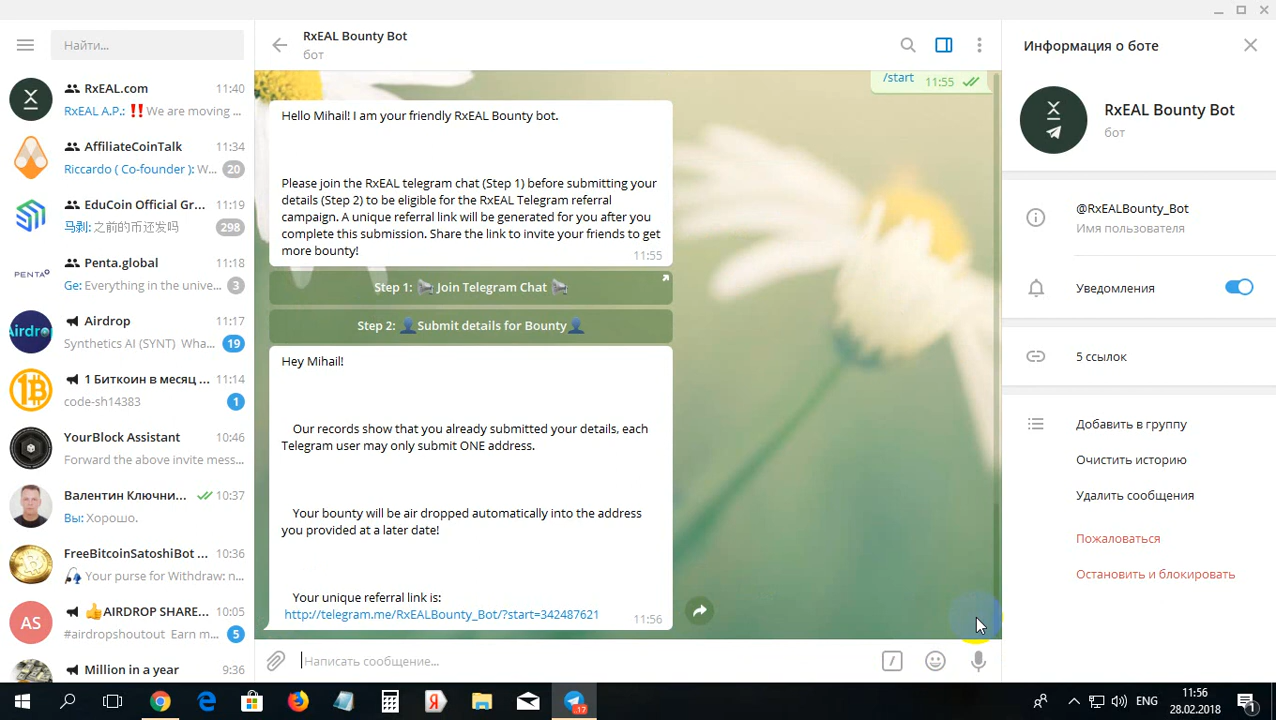 Найти...
RxEAL.com 11:40
RxEAL A.P.: ‼️ We are moving ...
AffiliateCoinTalk 11:34
Riccardo ( Co-founder ): W... 20
EduCoin Official Gr... 11:19
马剥: 之前的币还发吗 298
PENTA
Penta.global 11:18
Ge: Everything in the unive... 3
Airdrop
Airdrop 11:17
Synthetics AI (SYNT) Wha... 19
1 Биткоин в месяц ... 11:14
code-sh14383 1
YourBlock Assistant 10:46
Forward the above invite mess...
Валентин Ключни... 10:37
Вы: Хорошо.
FreeBitcoinSatoshiBot ... 10:36
Your purse for Withdraw: n...
AS
👍AIRDROP SHARE... 10:05
#airdropshoutout Earn m... 5
Million in a year 9:36
RxEAL Bounty Bot
бот
/start 11:55
Hello Mihail! I am your friendly RxEAL Bounty bot.
Please join the RxEAL telegram chat (Step 1) before submitting your
details (Step 2) to be eligible for the RxEAL Telegram referral
campaign. A unique referral link will be generated for you after you
complete this submission. Share the link to invite your friends to get
more bounty! 11:55
Step 1: 📢 Join Telegram Chat 📢
Step 2: 👤Submit details for Bounty👤
Hey Mihail!
Our records show that you already submitted your details, each
Telegram user may only submit ONE address.
Your bounty will be air dropped automatically into the address
you provided at a later date!
Your unique referral link is:
http://telegram.me/RxEALBounty_Bot/?start=342487621 11:56
Написать сообщение...
Информация о боте
RxEAL Bounty Bot
бот
@RxEALBounty_Bot
Имя пользователя
Уведомления
5 ссылок
Добавить в группу
Очистить историю
Удалить сообщения
Пожаловаться
Остановить и блокировать
17
ENG
11:56
28.02.2018
1